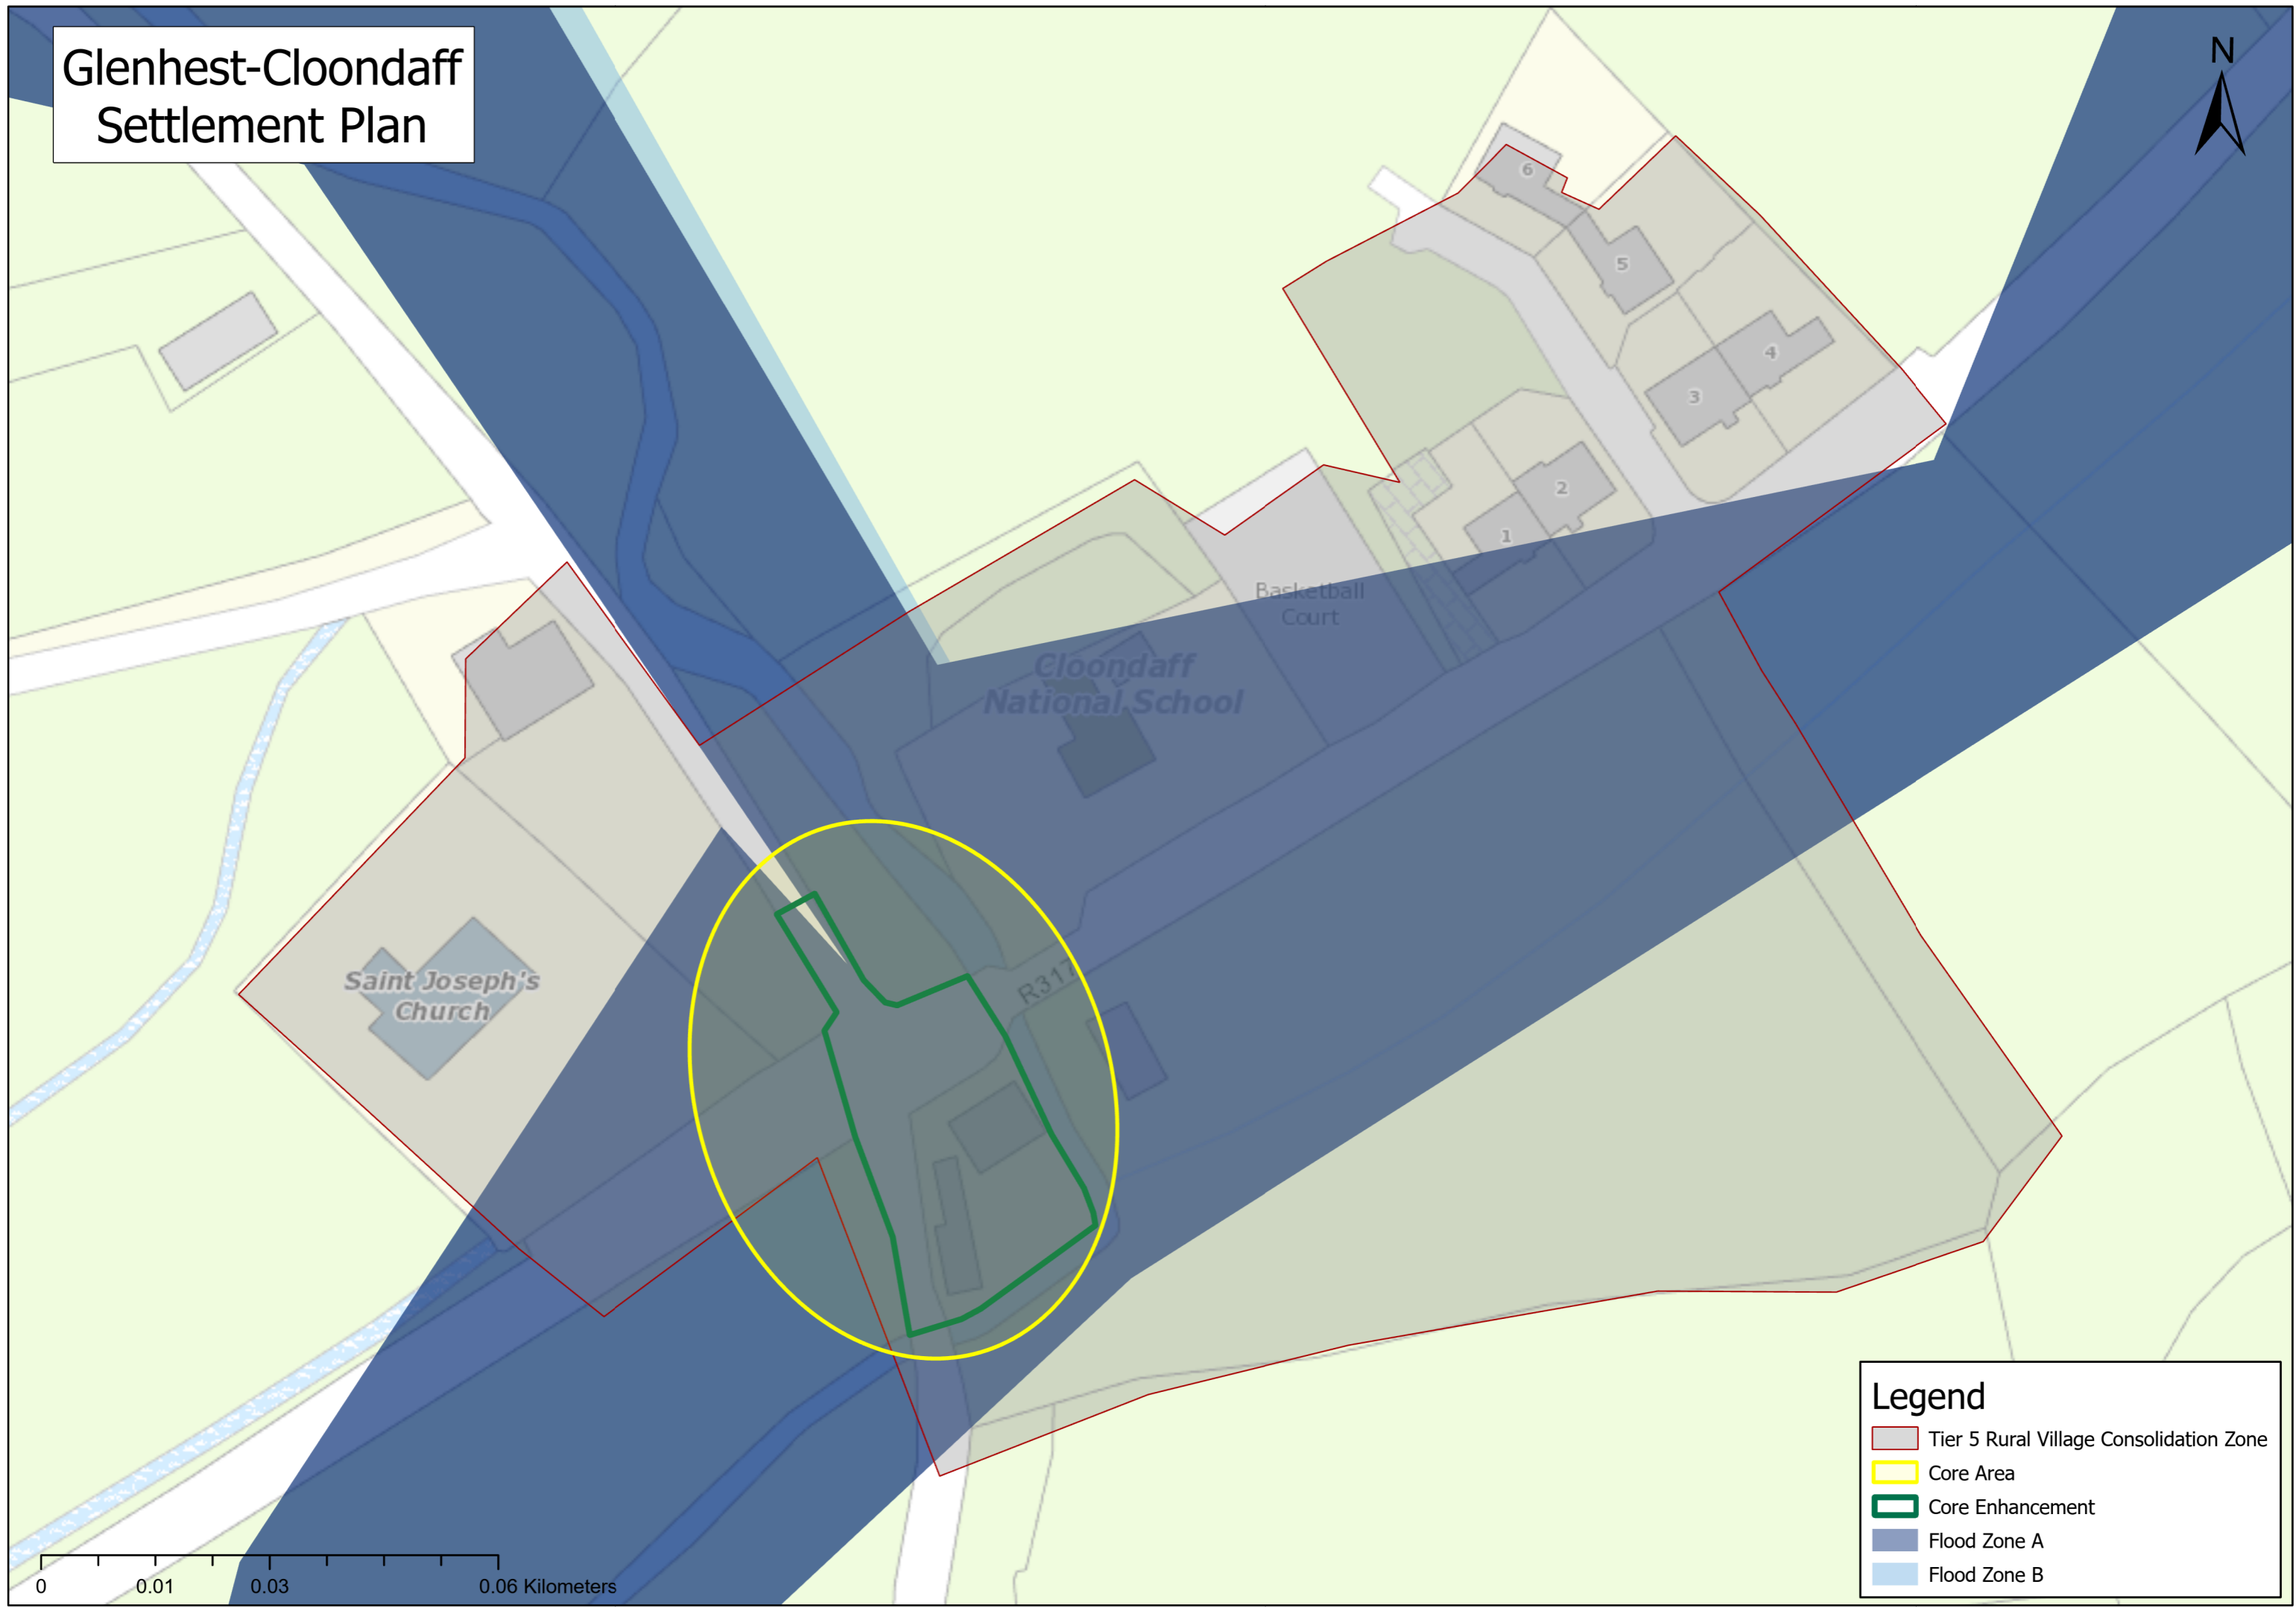 Glenhest-Cloondaff
Settlement Plan
N
6
5
4
3
2
1
Basketball
Court
Cloondaff
National School
Saint Joseph's
Church
R317
Legend
Tier 5 Rural Village Consolidation Zone
Core Area
Core Enhancement
Flood Zone A
Flood Zone B
0 0.01 0.03 0.06 Kilometers